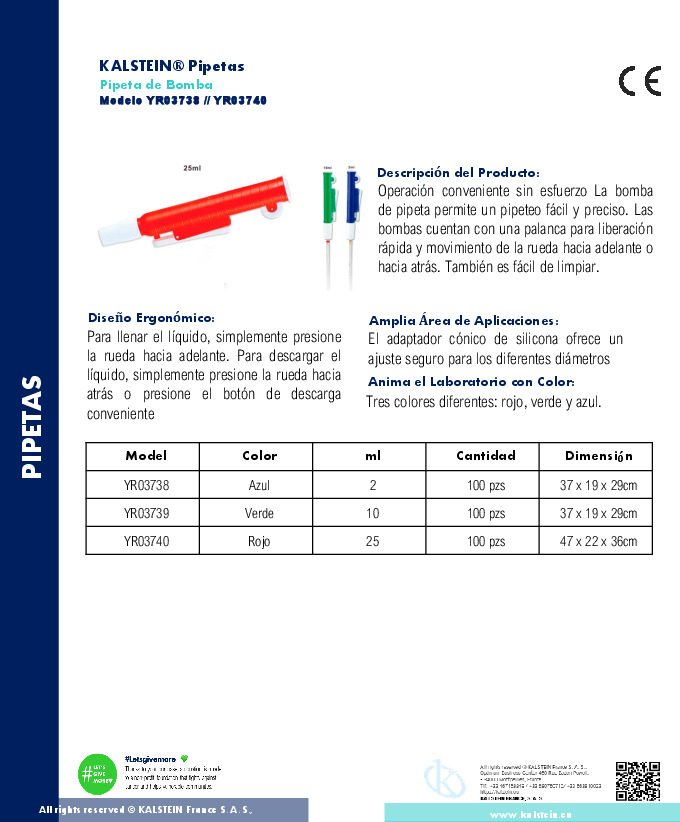 KALSTEIN® Pipetas
Pipeta de Bomba
Modelo YR03738 // YR03740
CE
25ml
Descripción del Producto:
Operación conveniente sin esfuerzo La bomba
de pipeta permite un pipeteo fácil y preciso. Las
bombas cuentan con una palanca para liberación
rápida y movimiento de la rueda hacia adelante o
hacia atrás. También es fácil de limpiar.
Diseño Ergonómico:
Para llenar el líquido, simplemente presione
la rueda hacia adelante. Para descargar el
líquido, simplemente presione la rueda hacia
atrás o presione el botón de descarga
conveniente
Amplia Área de Aplicaciones:
El adaptador cónico de silicona ofrece un
ajuste seguro para los diferentes diámetros
Anima el Laboratorio con Color:
Tres colores diferentes: rojo, verde y azul.
PIPETAS
Model Color ml Cantidad Dimensión
YR03738 Azul 2 100 pzs 37 x 19 x 29cm
YR03739 Verde 10 100 pzs 37 x 19 x 29cm
YR03740 Rojo 25 100 pzs 47 x 22 x 36cm
#Letsgivemore
# LET'S
GIVE
MORE
All rights reserved © KALSTEIN France S.A.S.,
KALSTEIN FRANCE, S.A.S
All rights reserved © KALSTEIN France S.A.S.,
www.kalstein.eu